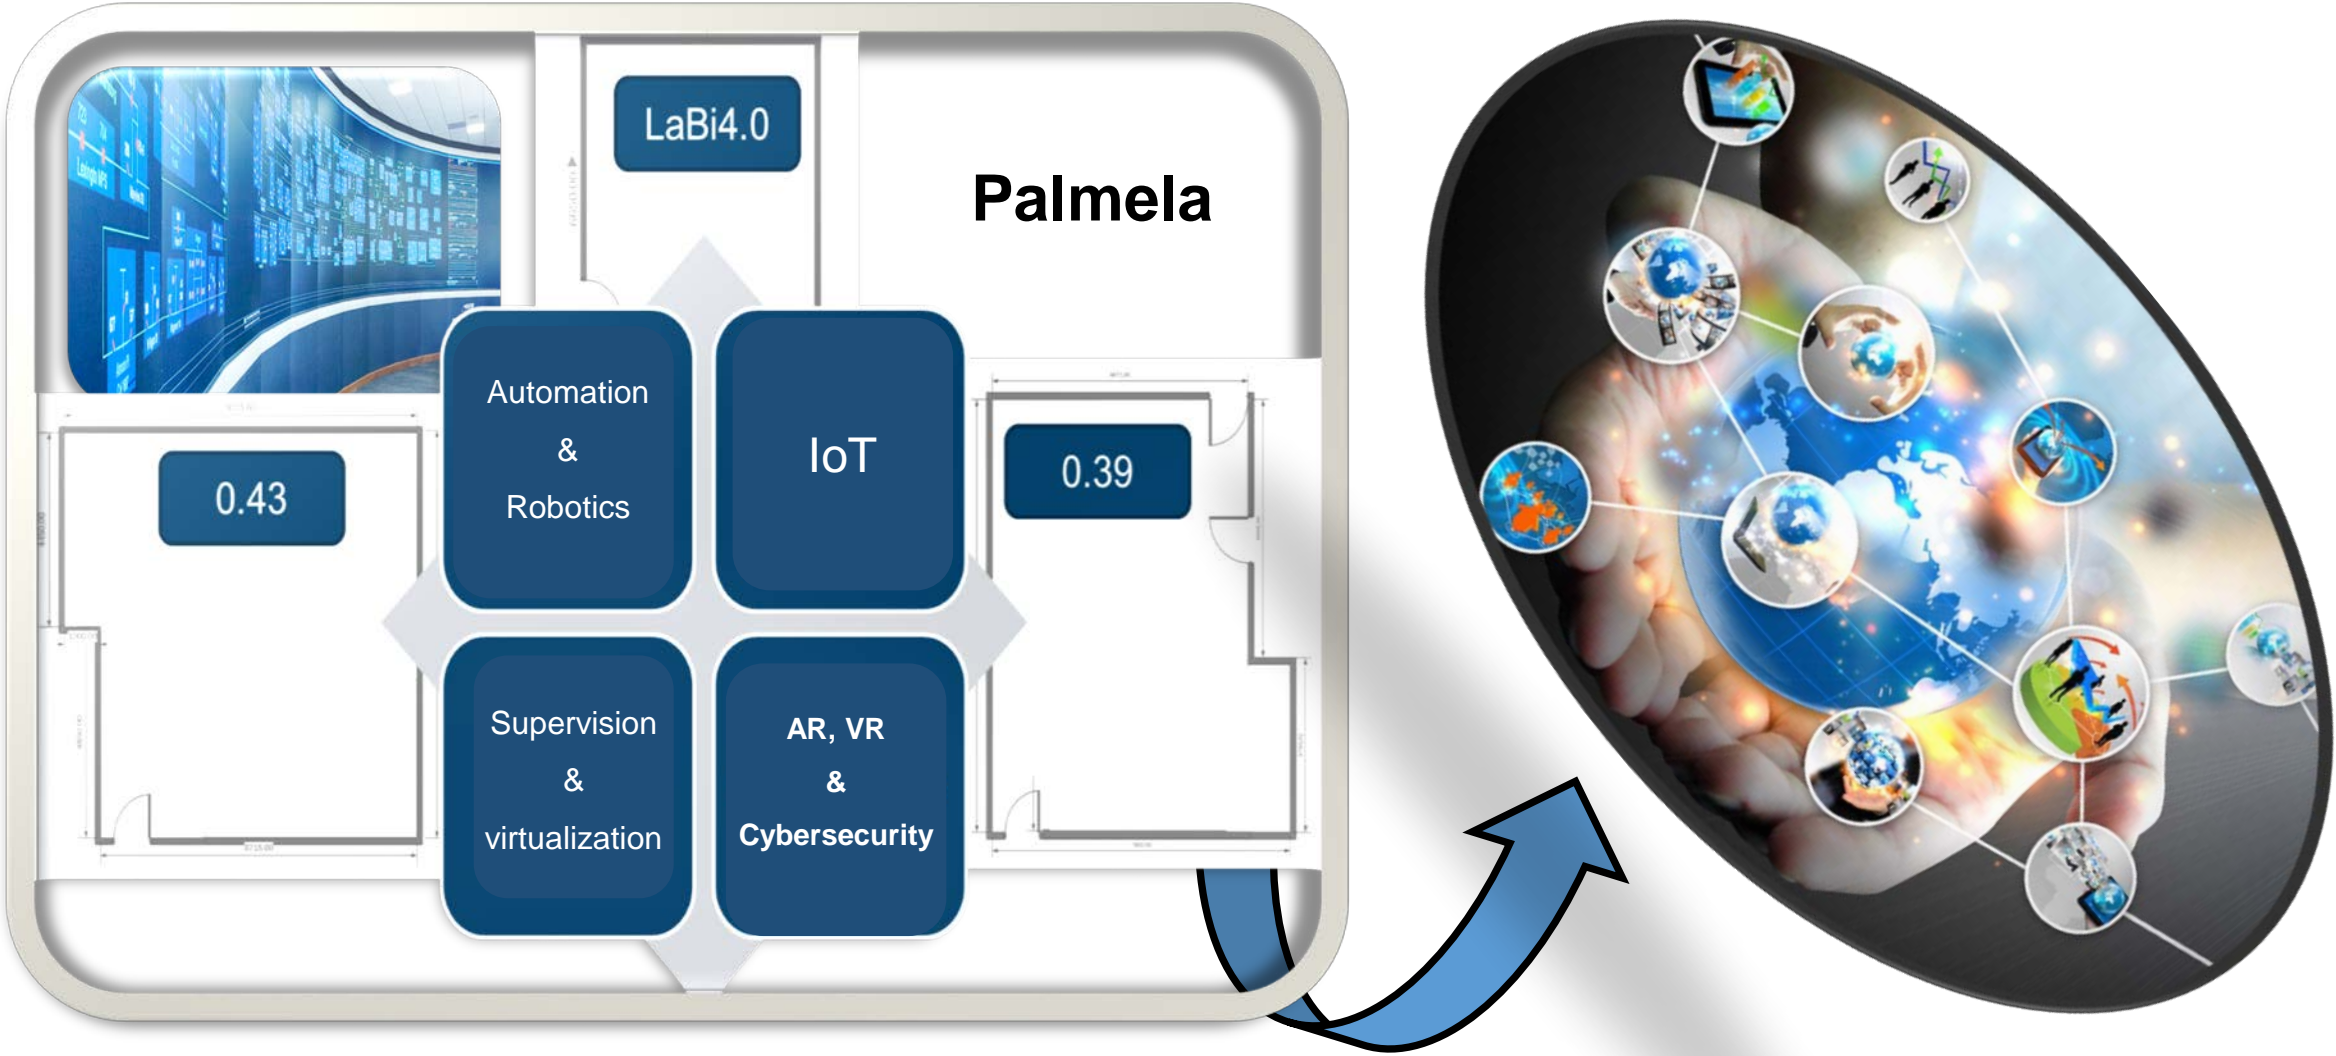 LaBi4.0
Palmela
Automation
&
Robotics
IoT
0.43
0.39
Supervision
&
virtualization
AR, VR
&
Cybersecurity